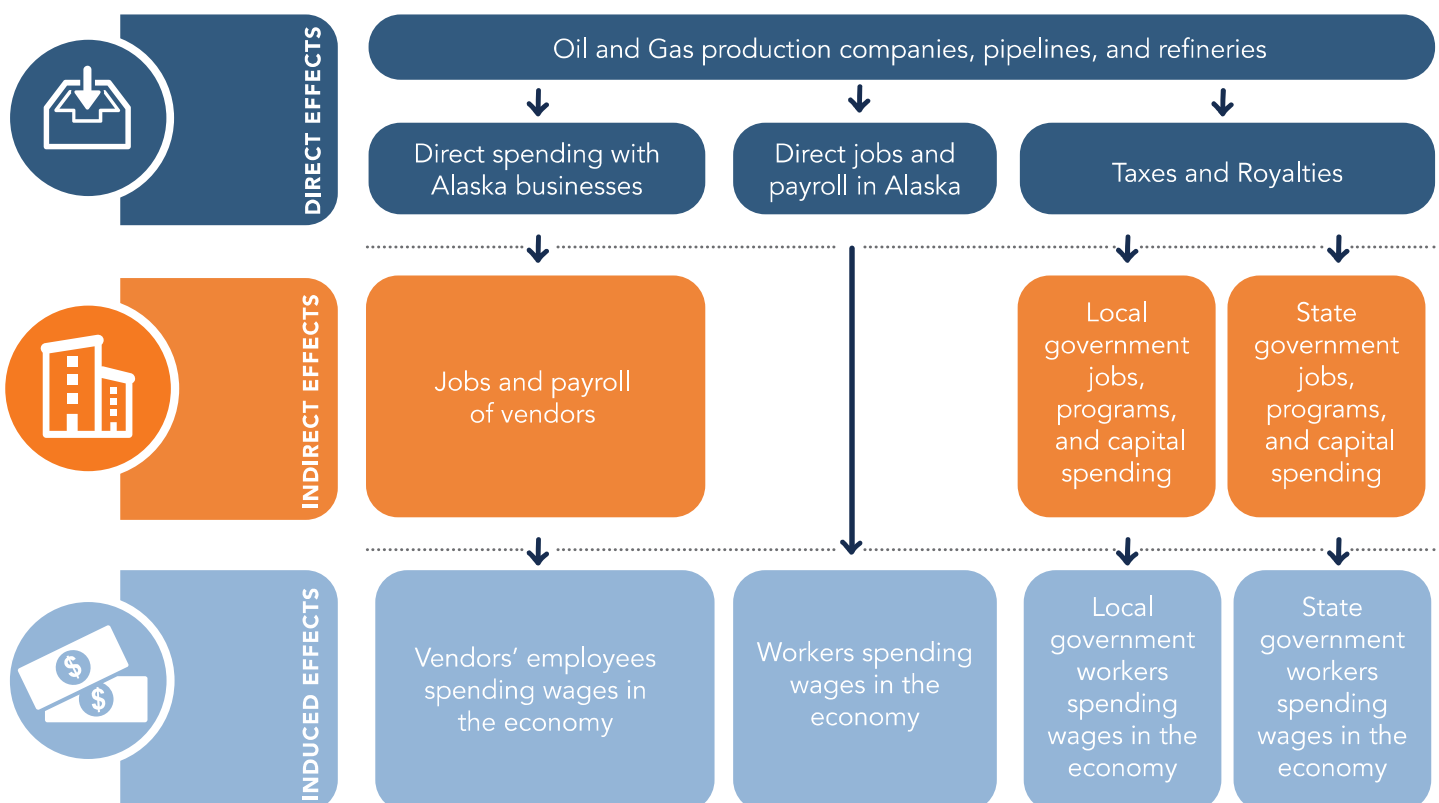 DIRECT EFFECTS
Oil and Gas production companies, pipelines, and refineries
Direct spending with
Alaska businesses
Direct jobs and
payroll in Alaska
Taxes and Royalties
INDIRECT EFFECTS
Jobs and payroll
of vendors
Local
government
jobs,
programs,
and capital
spending
State
government
jobs,
programs,
and capital
spending
INDUCED EFFECTS
$
$
Vendors’ employees
spending wages in
the economy
Workers spending
wages in the
economy
Local
government
workers
spending
wages in the
economy
State
government
workers
spending
wages in the
economy